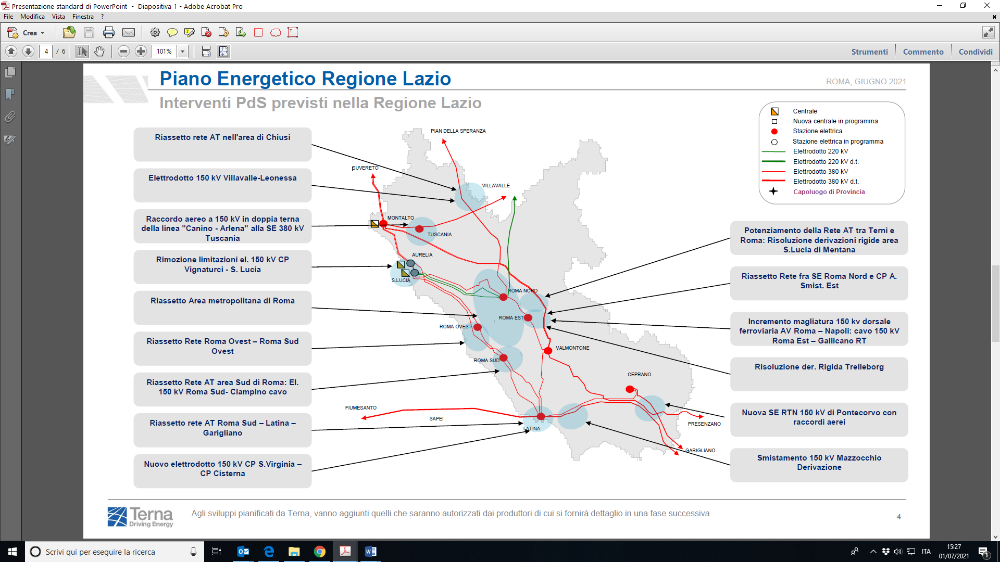 Presentazione standard di PowerPoint - Diapositiva 1 - Adobe Acrobat Pro
File Modifica Vista Finestra ?
Crea
4 / 6
101%
Strumenti Commento Condividi
Piano Energetico Regione Lazio
ROMA, GIUGNO 2021
Interventi PdS previsti nella Regione Lazio
Centrale
Nuova centrale in programma
Stazione elettrica
Stazione elettrica in programma
Elettrodotto 220 kV
Elettrodotto 220 kV d.t.
Elettrodotto 380 kV
Elettrodotto 380 kV d.t.
Capoluogo di Provincia
Riassetto rete AT nell'area di Chiusi
Elettrodotto 150 kV Villavalle-Leonessa
Raccordo aereo a 150 kV in doppia terna
della linea "Canino - Arlena" alla SE 380 kV
Tuscania
Rimozione limitazioni el. 150 kV CP
Vignaturci - S. Lucia
Riassetto Area metropolitana di Roma
Riassetto Rete Roma Ovest – Roma Sud
Ovest
Riassetto Rete AT area Sud di Roma: El.
150 kV Roma Sud- Ciampino cavo
Riassetto rete AT Roma Sud – Latina –
Garigliano
Nuovo elettrodotto 150 kV CP S.Virginia –
CP Cisterna
PIAN DELLA SPERANZA
SUVERETO
VILLAVALLE
MONTALTO
TUSCANIA
AURELIA
S.LUCIA
ROMA NORD
ROMA EST
ROMA OVEST
VALMONTONE
ROMA SUD
CEPRANO
FIUMESANTO
SAPEI
LATINA
PRESENZANO
GARIGLIANO
Potenziamento della Rete AT tra Terni e
Roma: Risoluzione derivazioni rigide area
S.Lucia di Mentana
Riassetto Rete fra SE Roma Nord e CP A.
Smist. Est
Incremento magliatura 150 kv dorsale
ferroviaria AV Roma – Napoli: cavo 150 kV
Roma Est – Gallicano RT
Risoluzione der. Rigida Trelleborg
Nuova SE RTN 150 kV di Pontecorvo con
raccordi aerei
Smistamento 150 kV Mazzocchio
Derivazione
Terna
Driving Energy
Agli sviluppi pianificati da Terna, vanno aggiunti quelli che saranno autorizzati dai produttori di cui si fornirà dettaglio in una fase successiva
4
Scrivi qui per eseguire la ricerca
ITA
15:27
01/07/2021
1